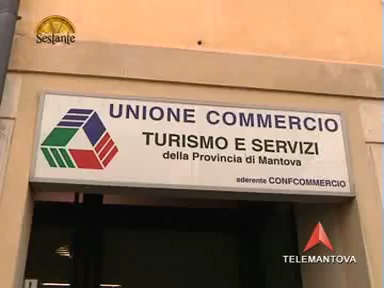 Sestante
UNIONE COMMERCIO
TURISMO E SERVIZI
della Provincia di Mantova
aderente CONFCOMMERCIO
TELEMANTOVA